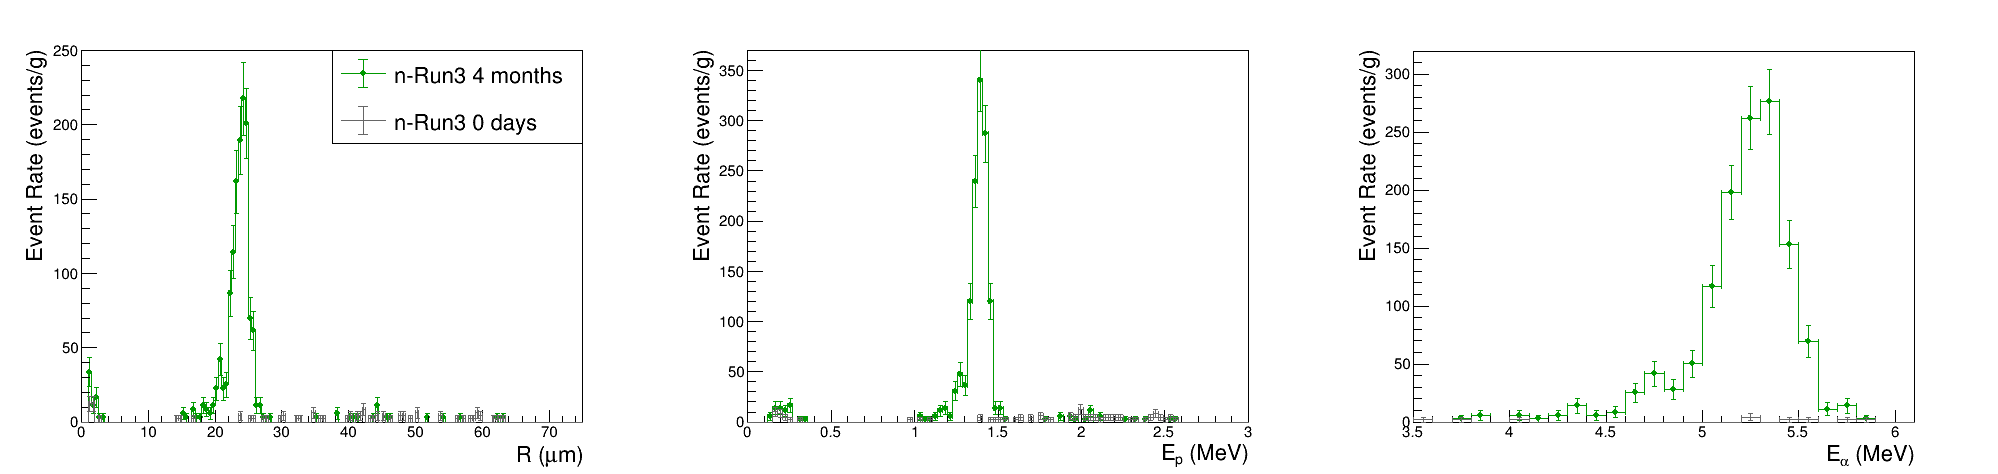 Event Rate (events/g)
250
200
150
100
50
0
0 10 20 30 40 50 60 70
R (μm)
n-Run3 4 months
n-Run3 0 days
Event Rate (events/g)
350
300
250
200
150
100
50
0
0 0.5 1 1.5 2 2.5 3
Eₚ (MeV)
Event Rate (events/g)
300
250
200
150
100
50
0
3.5 4 4.5 5 5.5 6
E_α (MeV)